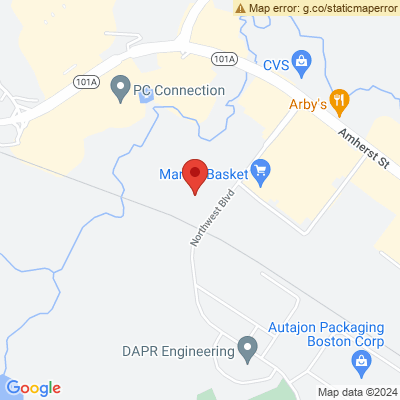 Map error: g.co/staticmaperror
101A
101A
CVS
PC Connection
Arby's
Amherst St
Basket
Northwest Blvd
Autajon Packaging
Boston Corp
DAPR Engineering
Google
Map data ©2024